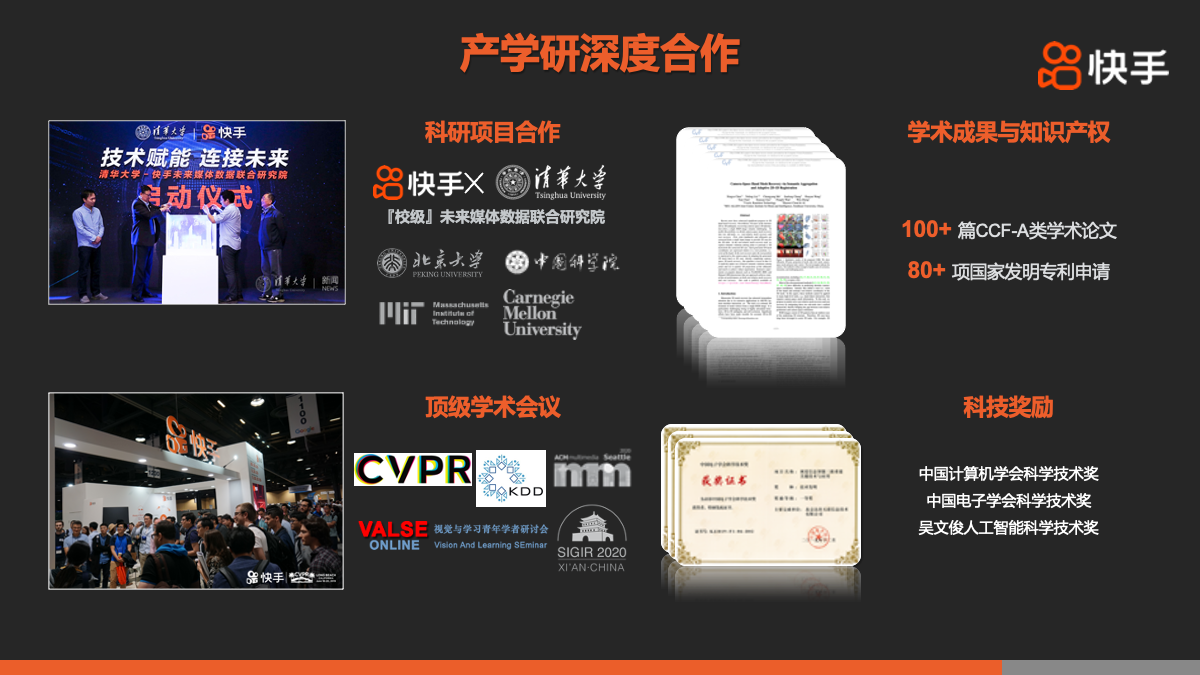 产学研深度合作
快手
清华大学
Tsinghua University
快手
技术赋能 连接未来
清华大学－快手未来媒体数据联合研究院
启动仪式
清华大学
新闻
NEWS
科研项目合作
快手X 清华大学
Tsinghua University
『校级』未来媒体数据联合研究院
北京大学
PEKING UNIVERSITY
中国科学院
MIT
Massachusetts
Institute of
Technology
Carnegie
Mellon
University
学术成果与知识产权
100+ 篇CCF-A类学术论文
80+ 项国家发明专利申请
快手
1100
快手
CVPR
顶级学术会议
CVPR
KDD
ACM multimedia Seattle
2020
mm
VALSE
ONLINE
视觉与学习青年学者研讨会
Vision And Learning SEminar
SIGIR 2020
XI'AN·CHINA
获奖证书
科技奖励
中国计算机学会科学技术奖
中国电子学会科学技术奖
吴文俊人工智能科学技术奖